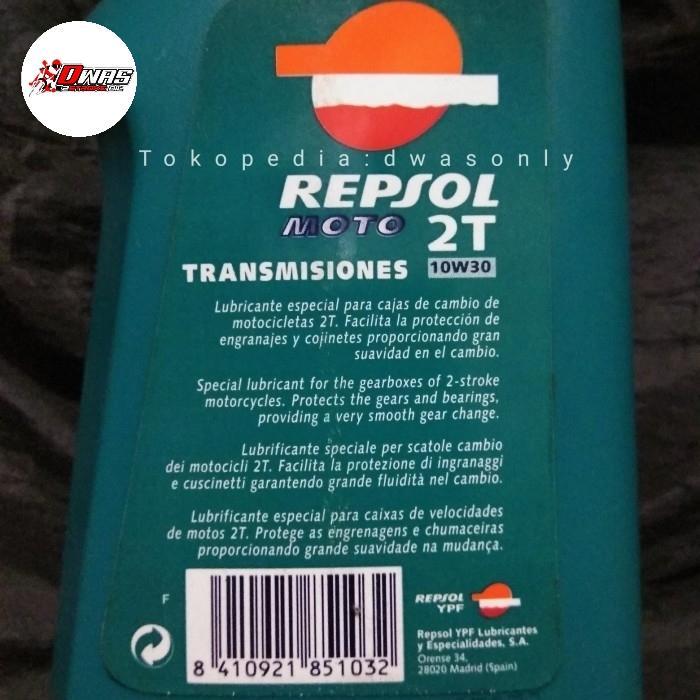 DWAS
Tokopedia:dwasonly
REPSOL
MOTO 2T
TRANSMISIONES 10W30
Lubricante especial para cajas de cambio de
motocicletas 2T. Facilita la protección de
engranajes y cojinetes proporcionando gran
suavidad en el cambio.
Special lubricant for the gearboxes of 2-stroke
motorcycles. Protects the gears and bearings,
providing a very smooth gear change.
Lubrificante speciale per scatole cambio
dei motocicli 2T. Facilita la protezione di ingranaggi
e cuscinetti garantendo grande fluidità nel cambio.
Lubrificante especial para caixas de velocidades
de motos 2T. Protege as engrenagens e chumaceiras
proporcionando grande suavidade na mudança.
F
8 410921 851032
REPSOL
YPF
Repsol YPF Lubricantes
y Especialidades, S.A.
Orense 34.
28020 Madrid (Spain)